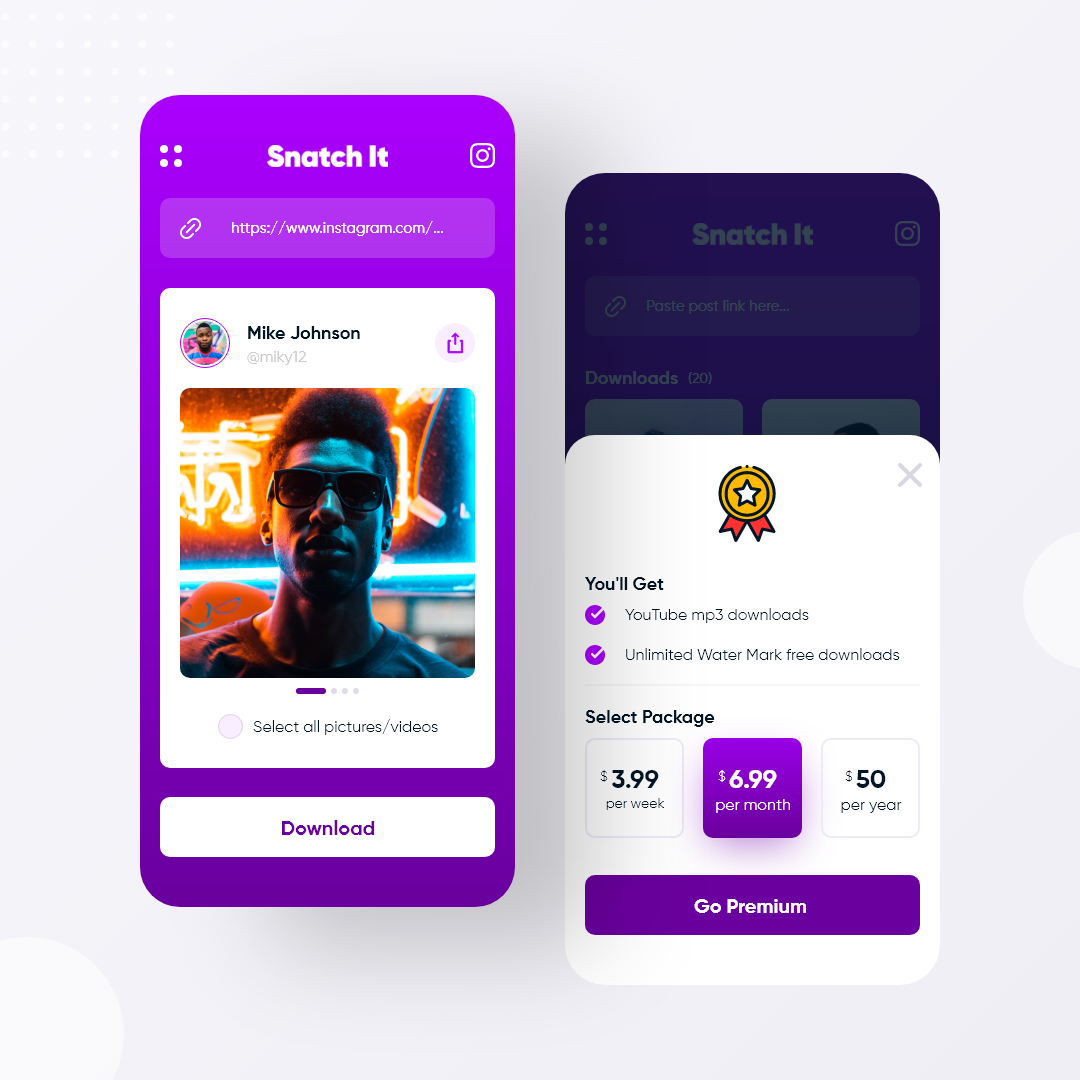 Snatch It
https://www.instagram.com/...
Mike Johnson
@miky12
Select all pictures/videos
Download
Snatch It
Paste post link here...
Downloads (20)
You'll Get
YouTube mp3 downloads
Unlimited Water Mark free downloads
Select Package
$ 3.99 $ 6.99 $ 50
per week per month per year
Go Premium